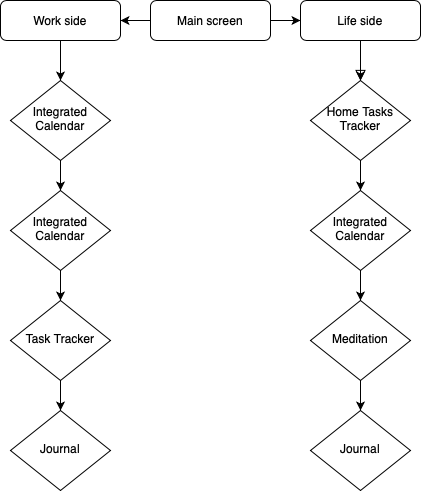 Work side
Main screen
Life side
Integrated
Calendar
Home Tasks
Tracker
Integrated
Calendar
Integrated
Calendar
Task Tracker
Meditation
Journal
Journal